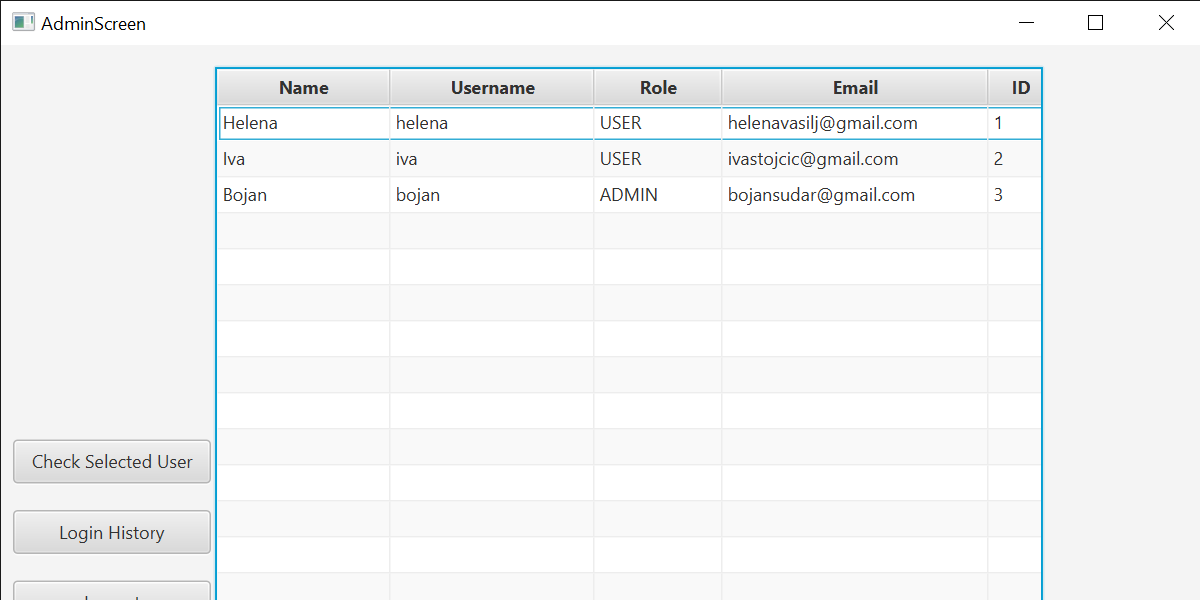 AdminScreen
Name Username Role Email ID
Helena helena USER helenavasilj@gmail.com 1
Iva iva USER ivastojcic@gmail.com 2
Bojan bojan ADMIN bojansudar@gmail.com 3
Check Selected User
Login History